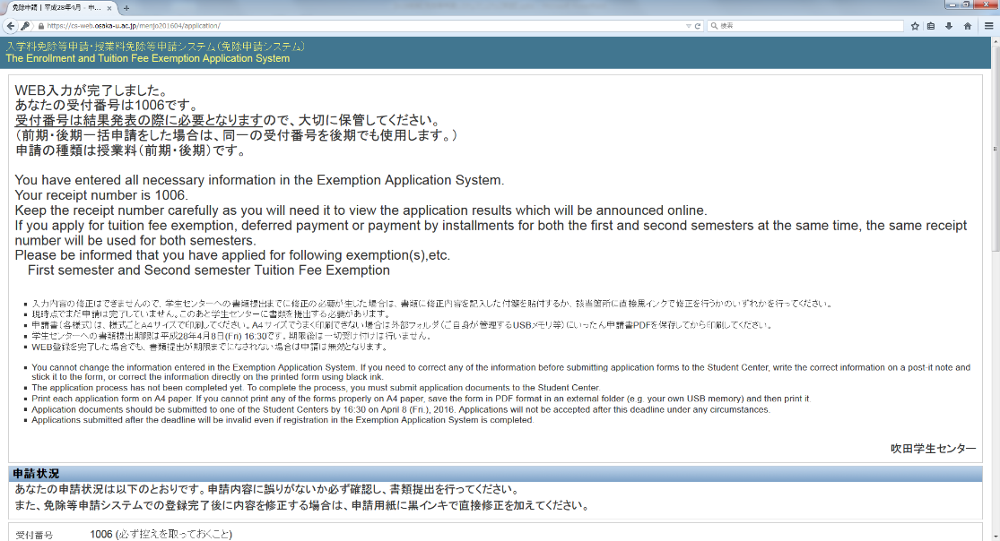 免除申請 | 平成28年4月 - 申...
https://cs-web.osaka-u.ac.jp/menjo201604/application/
検索
入学料免除等申請・授業料免除等申請システム(免除申請システム)
The Enrollment and Tuition Fee Exemption Application System
WEB入力が完了しました。
あなたの受付番号は1006です。
受付番号は結果発表の際に必要となりますので、大切に保管してください。
(前期・後期一括申請をした場合は、同一の受付番号を後期でも使用します。)
申請の種類は授業料(前期・後期)です。
You have entered all necessary information in the Exemption Application System.
Your receipt number is 1006.
Keep the receipt number carefully as you will need it to view the application results which will be announced online.
If you apply for tuition fee exemption, deferred payment or payment by installments for both the first and second semesters at the same time, the same receipt
number will be used for both semesters.
Please be informed that you have applied for following exemption(s),etc.
First semester and Second semester Tuition Fee Exemption
入力内容の修正はできませんので、学生センターへの書類提出までに修正の必要が生じた場合は、書類に修正内容を記入した付箋を貼付するか、該当箇所に直接黒インクで修正を行うかのいずれかを行ってください。
現時点でまだ申請は完了していません。このあと学生センターに書類を提出する必要があります。
申請書(各様式)は、様式ごとA4サイズで印刷してください。A4サイズでうまく印刷できない場合は外部フォルダ(ご自身が管理するUSBメモリ等)にいったん申請書PDFを保存してから印刷してください。
学生センターへの書類提出期限は平成28年4月8日(Fri) 16:30です。期限後は一切受け付けは行いません。
WEB登録を完了した場合でも、書類提出が期限までになされない場合は申請は無効となります。
You cannot change the information entered in the Exemption Application System. If you need to correct any of the information before submitting application forms to the Student Center, write the correct information on a post-it note and
stick it to the form, or correct the information directly on the printed form using black ink.
The application process has not been completed yet. To complete the process, you must submit application documents to the Student Center.
Print each application form on A4 paper. If you cannot print any of the forms properly on A4 paper, save the form in PDF format in an external folder (e.g. your own USB memory) and then print it.
Application documents should be submitted to one of the Student Centers by 16:30 on April 8 (Fri.), 2016. Applications will not be accepted after this deadline under any circumstances.
Applications submitted after the deadline will be invalid even if registration in the Exemption Application System is completed.
吹田学生センター
申請状況
あなたの申請状況は以下のとおりです。申請内容に誤りがないか必ず確認し、書類提出を行ってください。
また、免除等申請システムでの登録完了後に内容を修正する場合は、申請用紙に黒インキで直接修正を加えてください。
受付番号 1006 (必ず控えを取っておくこと)